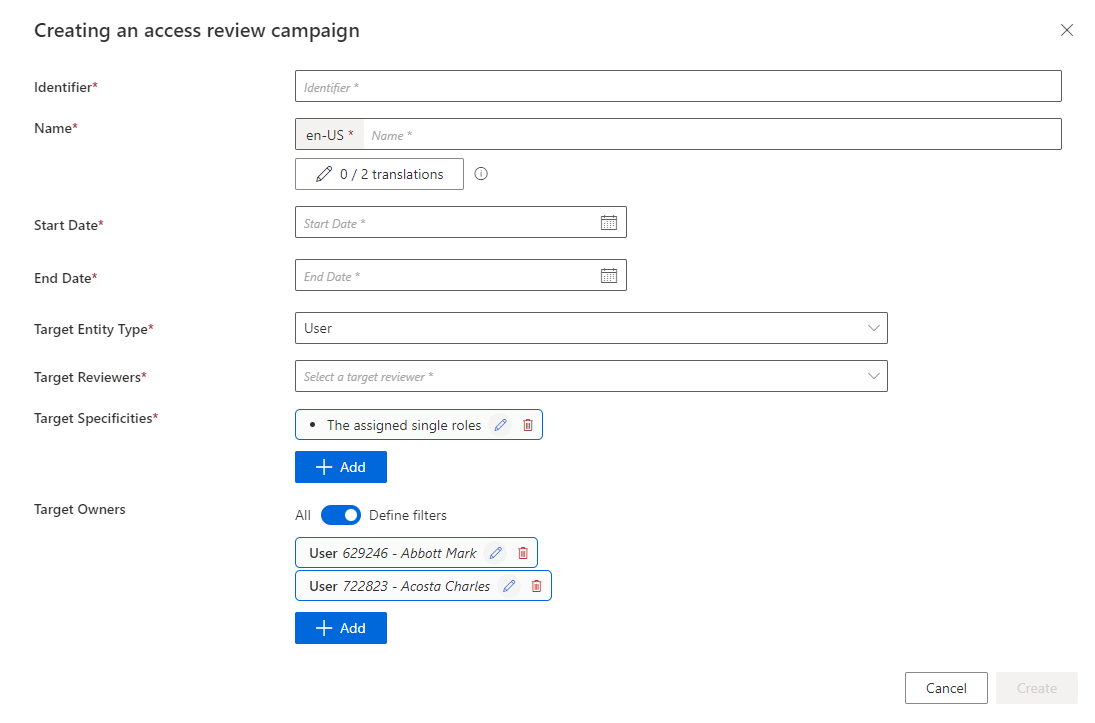 Creating an access review campaign
Identifier*
Identifier *
Name*
en-US *
Name *
0 / 2 translations
Start Date*
Start Date *
End Date*
End Date *
Target Entity Type*
User
Target Reviewers*
Select a target reviewer *
Target Specificities*
• The assigned single roles
Add
Target Owners
All
Define filters
User 629246 - Abbott Mark
User 722823 - Acosta Charles
Add
Cancel
Create